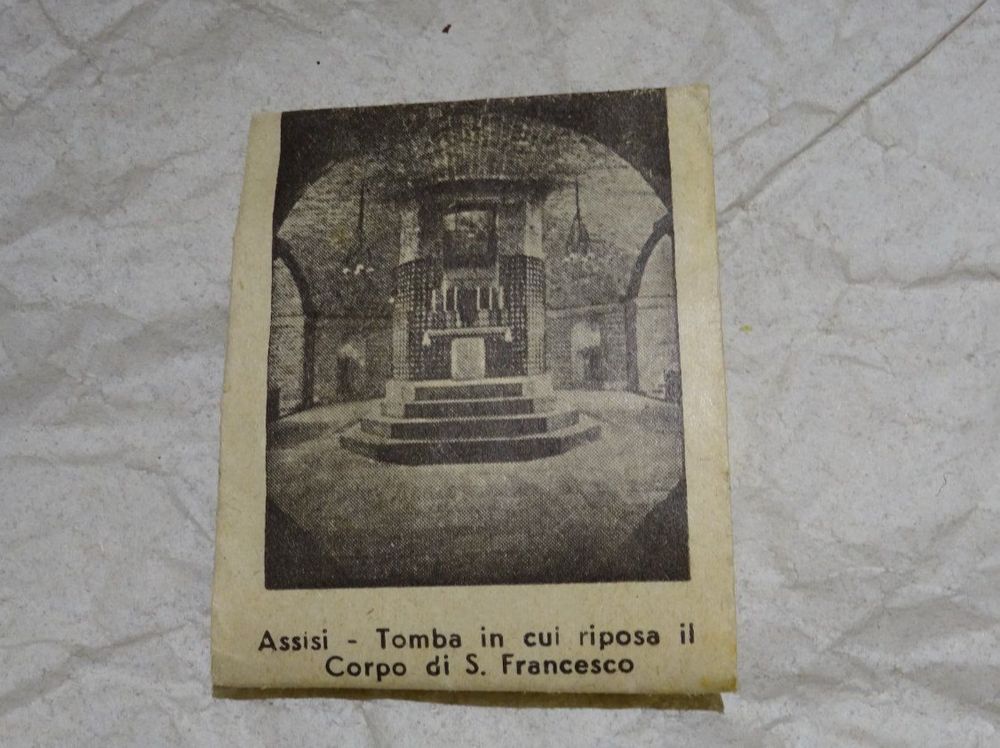 Assisi - Tomba in cui riposa il
Corpo di S. Francesco